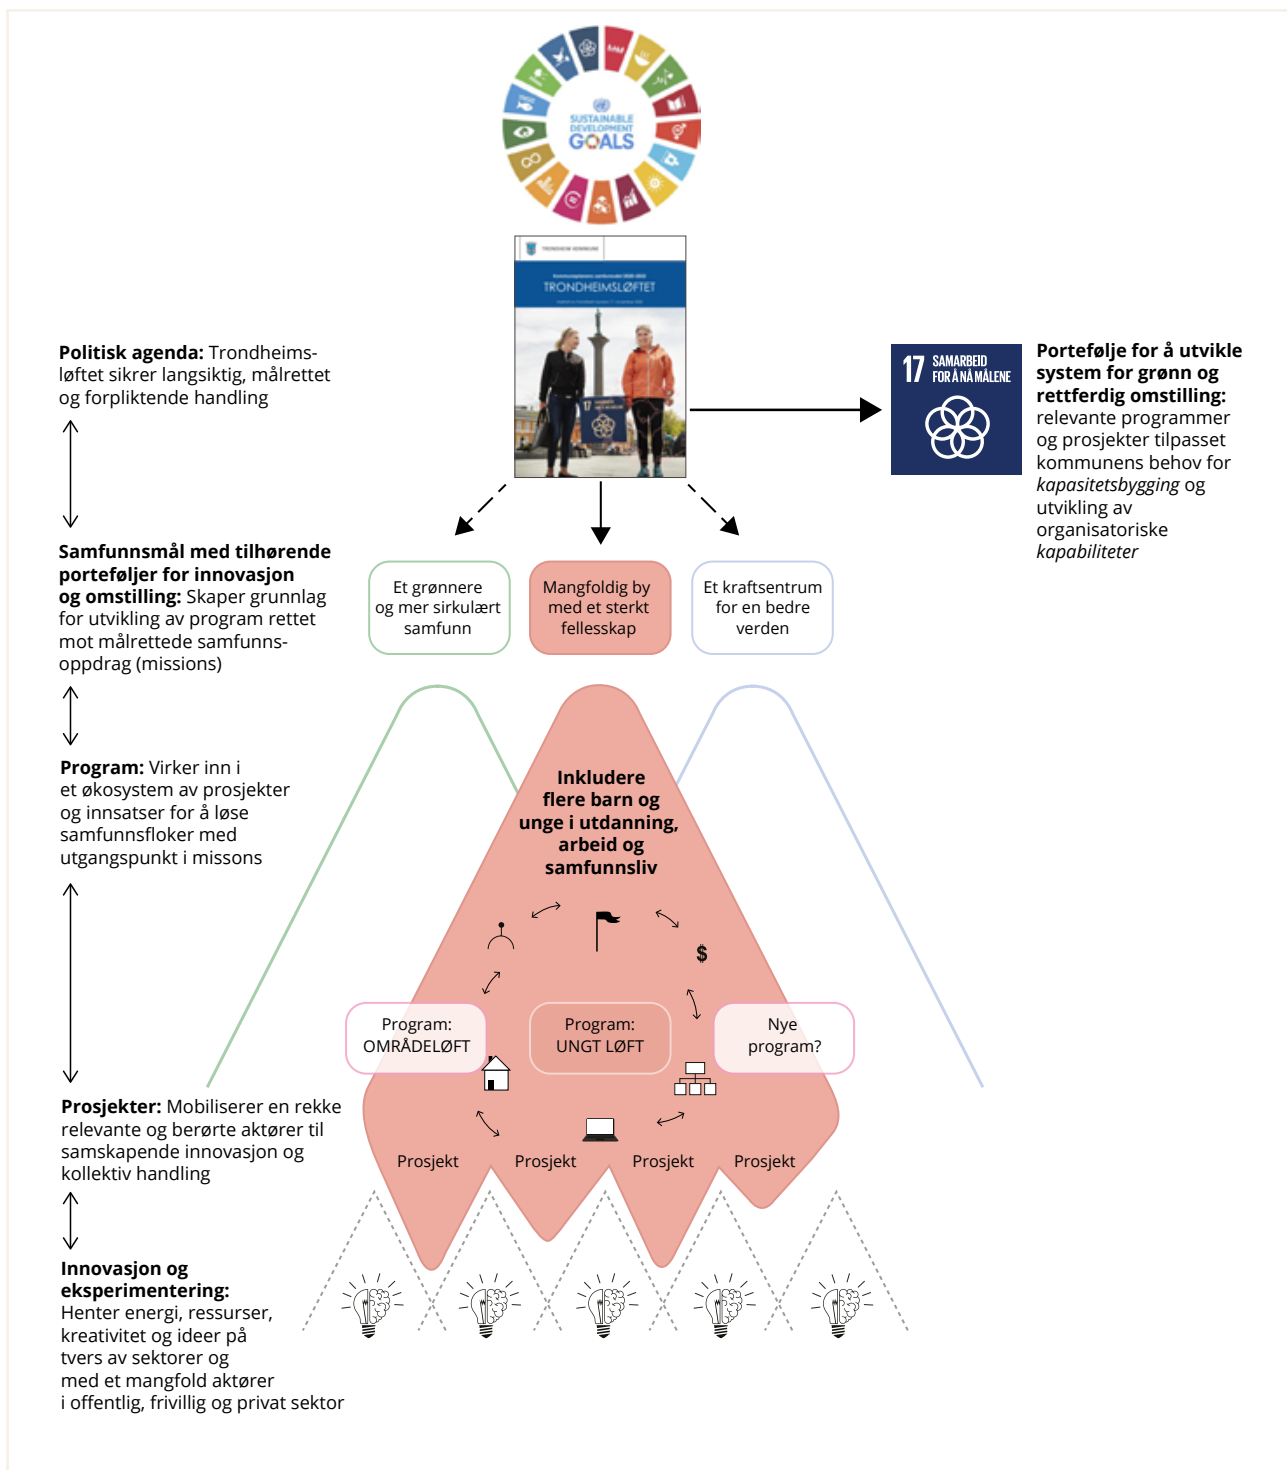 SUSTAINABLE
DEVELOPMENT
GOALS
TRONDHEIM KOMMUNE
Kommuneplanens samfunnsdel 2020-2032
TRONDHEIMSLØFTET
17
Politisk agenda: Trondheims-
løftet sikrer langsiktig, målrettet
og forpliktende handling
17 SAMARBEID
FOR Å NÅ MÅLENE
Portefølje for å utvikle
system for grønn og
rettferdig omstilling:
relevante programmer
og prosjekter tilpasset
kommunens behov for
kapasitetsbygging og
utvikling av
organisatoriske
kapabiliteter
Samfunnsmål med tilhørende
porteføljer for innovasjon
og omstilling: Skaper grunnlag
for utvikling av program rettet
mot målrettede samfunns-
oppdrag (missions)
Et grønnere
og mer sirkulært
samfunn
Mangfoldig by
med et sterkt
fellesskap
Et kraftsentrum
for en bedre
verden
Program: Virker inn i
et økosystem av prosjekter
og innsatser for å løse
samfunnsfloker med
utgangspunkt i missons
Inkludere
flere barn og
unge i utdanning,
arbeid og
samfunnsliv
$
Program:
OMRÅDELØFT
Program:
UNGT LØFT
Nye
program?
Prosjekter: Mobiliserer en rekke
relevante og berørte aktører til
samskapende innovasjon og
kollektiv handling
Prosjekt
Prosjekt
Prosjekt
Prosjekt
Innovasjon og
eksperimentering:
Henter energi, ressurser,
kreativitet og ideer på
tvers av sektorer og
med et mangfold aktører
i offentlig, frivillig og privat sektor